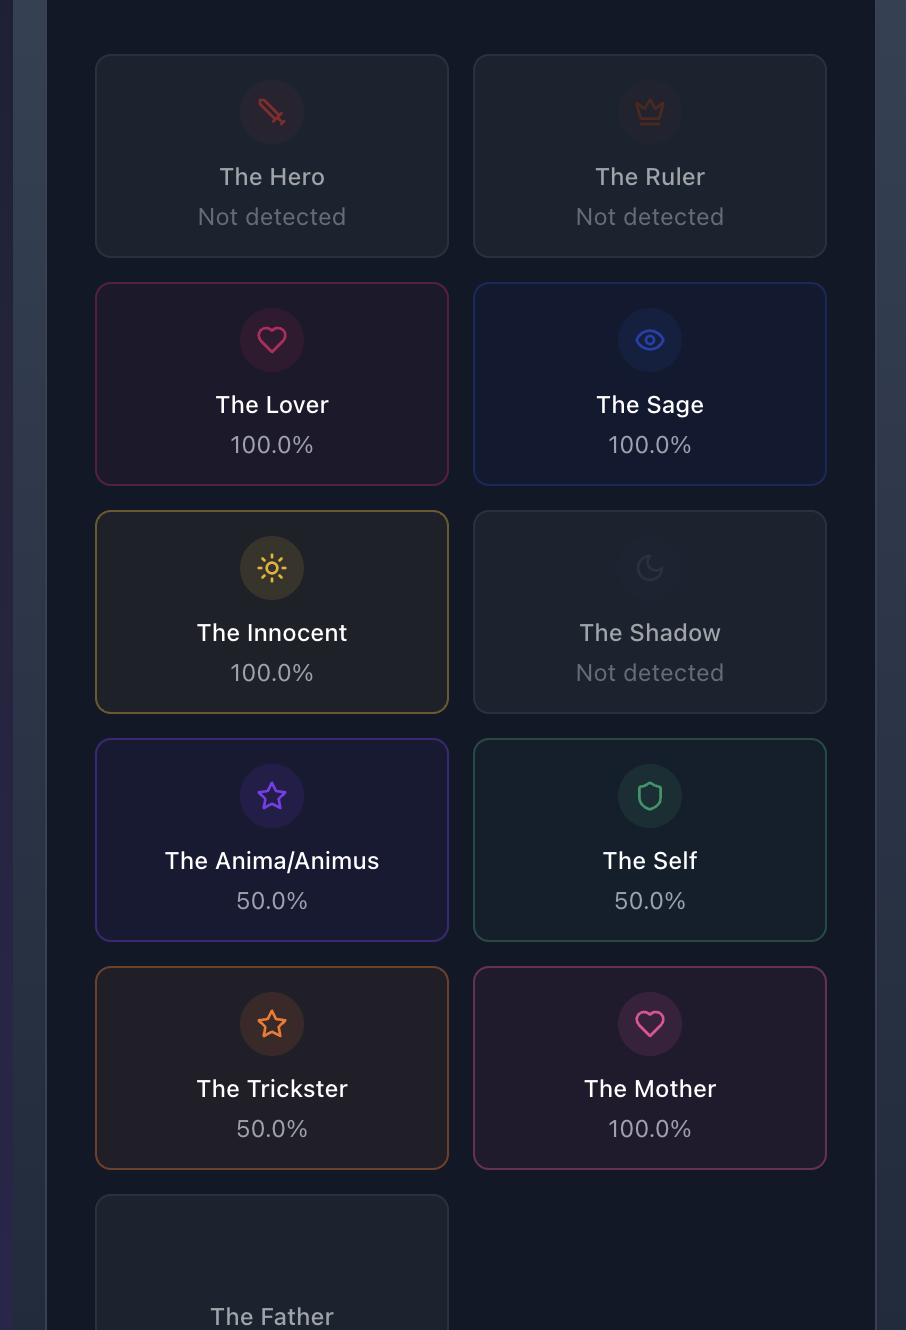 The Hero
Not detected
The Ruler
Not detected
The Lover
100.0%
The Sage
100.0%
The Innocent
100.0%
The Shadow
Not detected
The Anima/Animus
50.0%
The Self
50.0%
The Trickster
50.0%
The Mother
100.0%
The Father